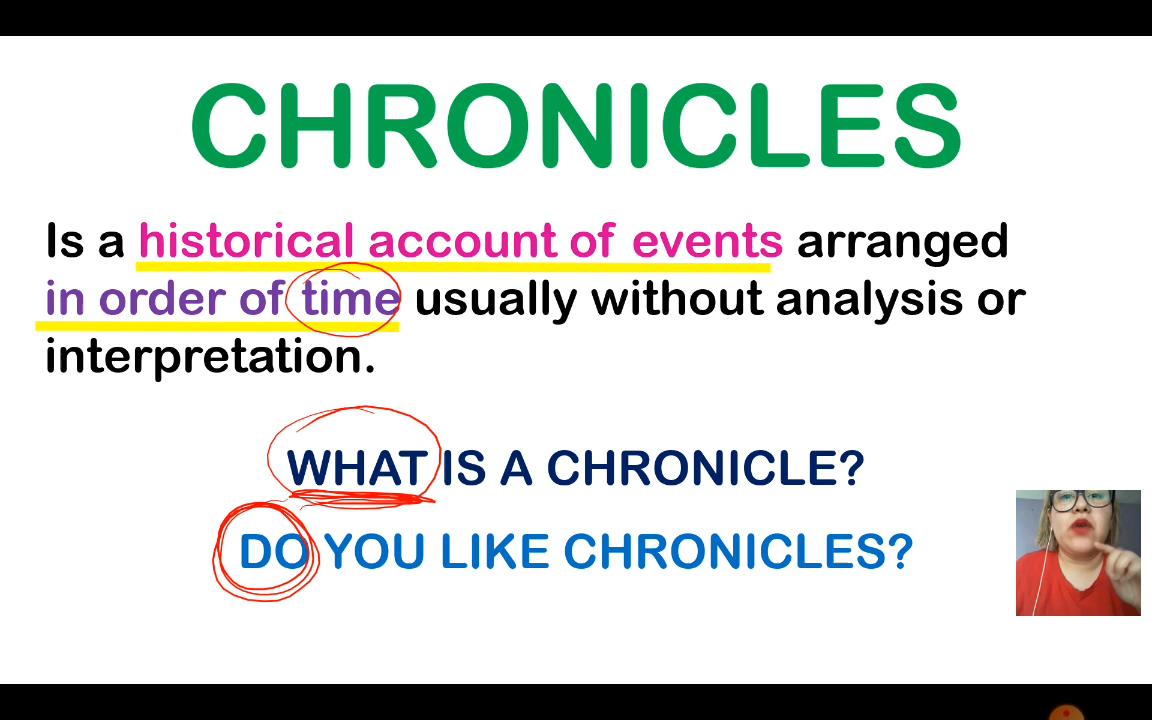 CHRONICLES
Is a historical account of events arranged
in order of time usually without analysis or
interpretation.
WHAT IS A CHRONICLE?
DO YOU LIKE CHRONICLES?